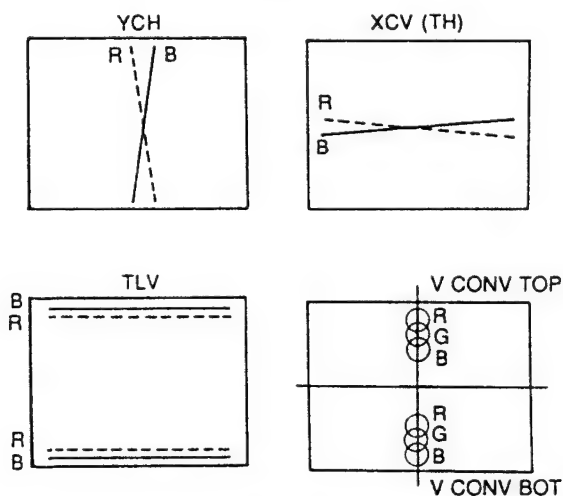 YCH
R B
XCV (TH)
R
B
TLV
B
R
R
B
V CONV TOP
R
G
B
R
G
B
V CONV BOT